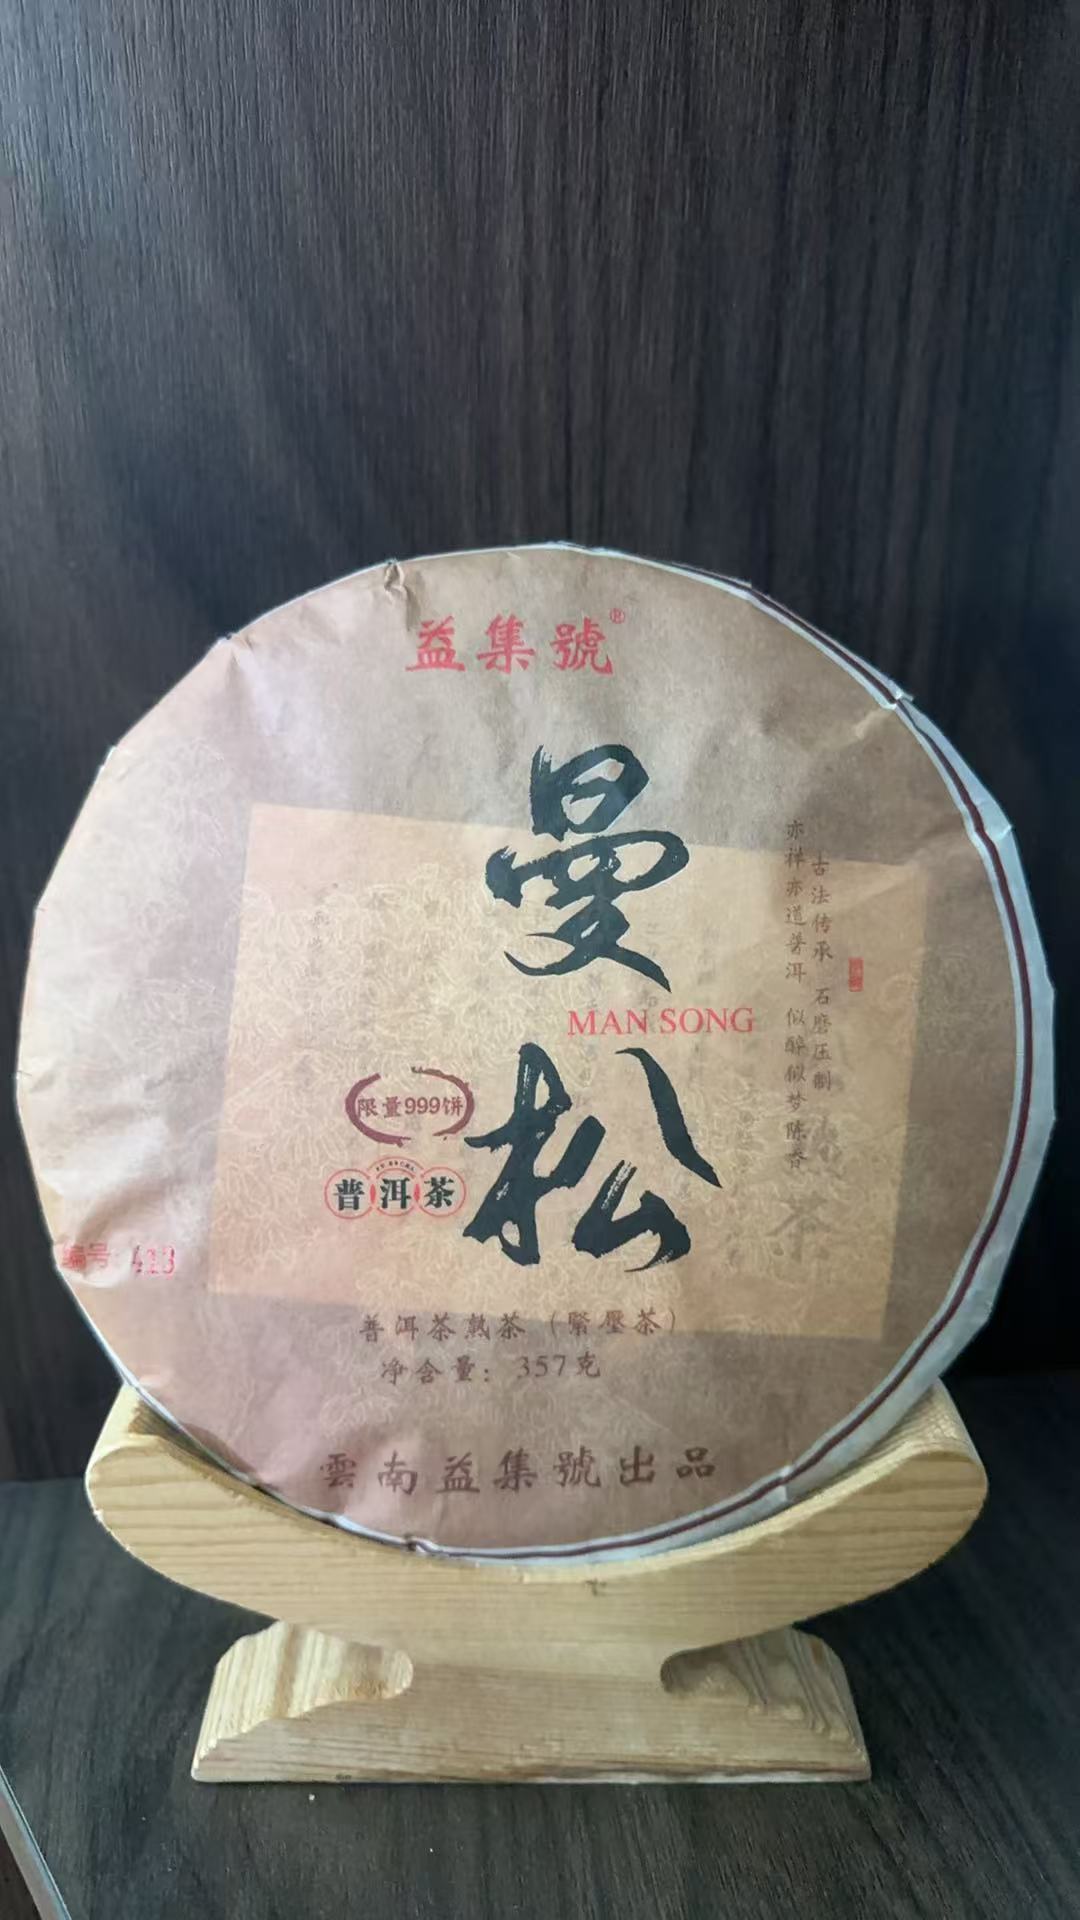 益集號®
曼松
MAN SONG
古法传承 石磨压制
亦祥亦道普洱 似醉似梦陈香
限量999饼
普洱茶
编号 413
普洱茶熟茶（緊壓茶）
净含量：357克
雲南益集號出品